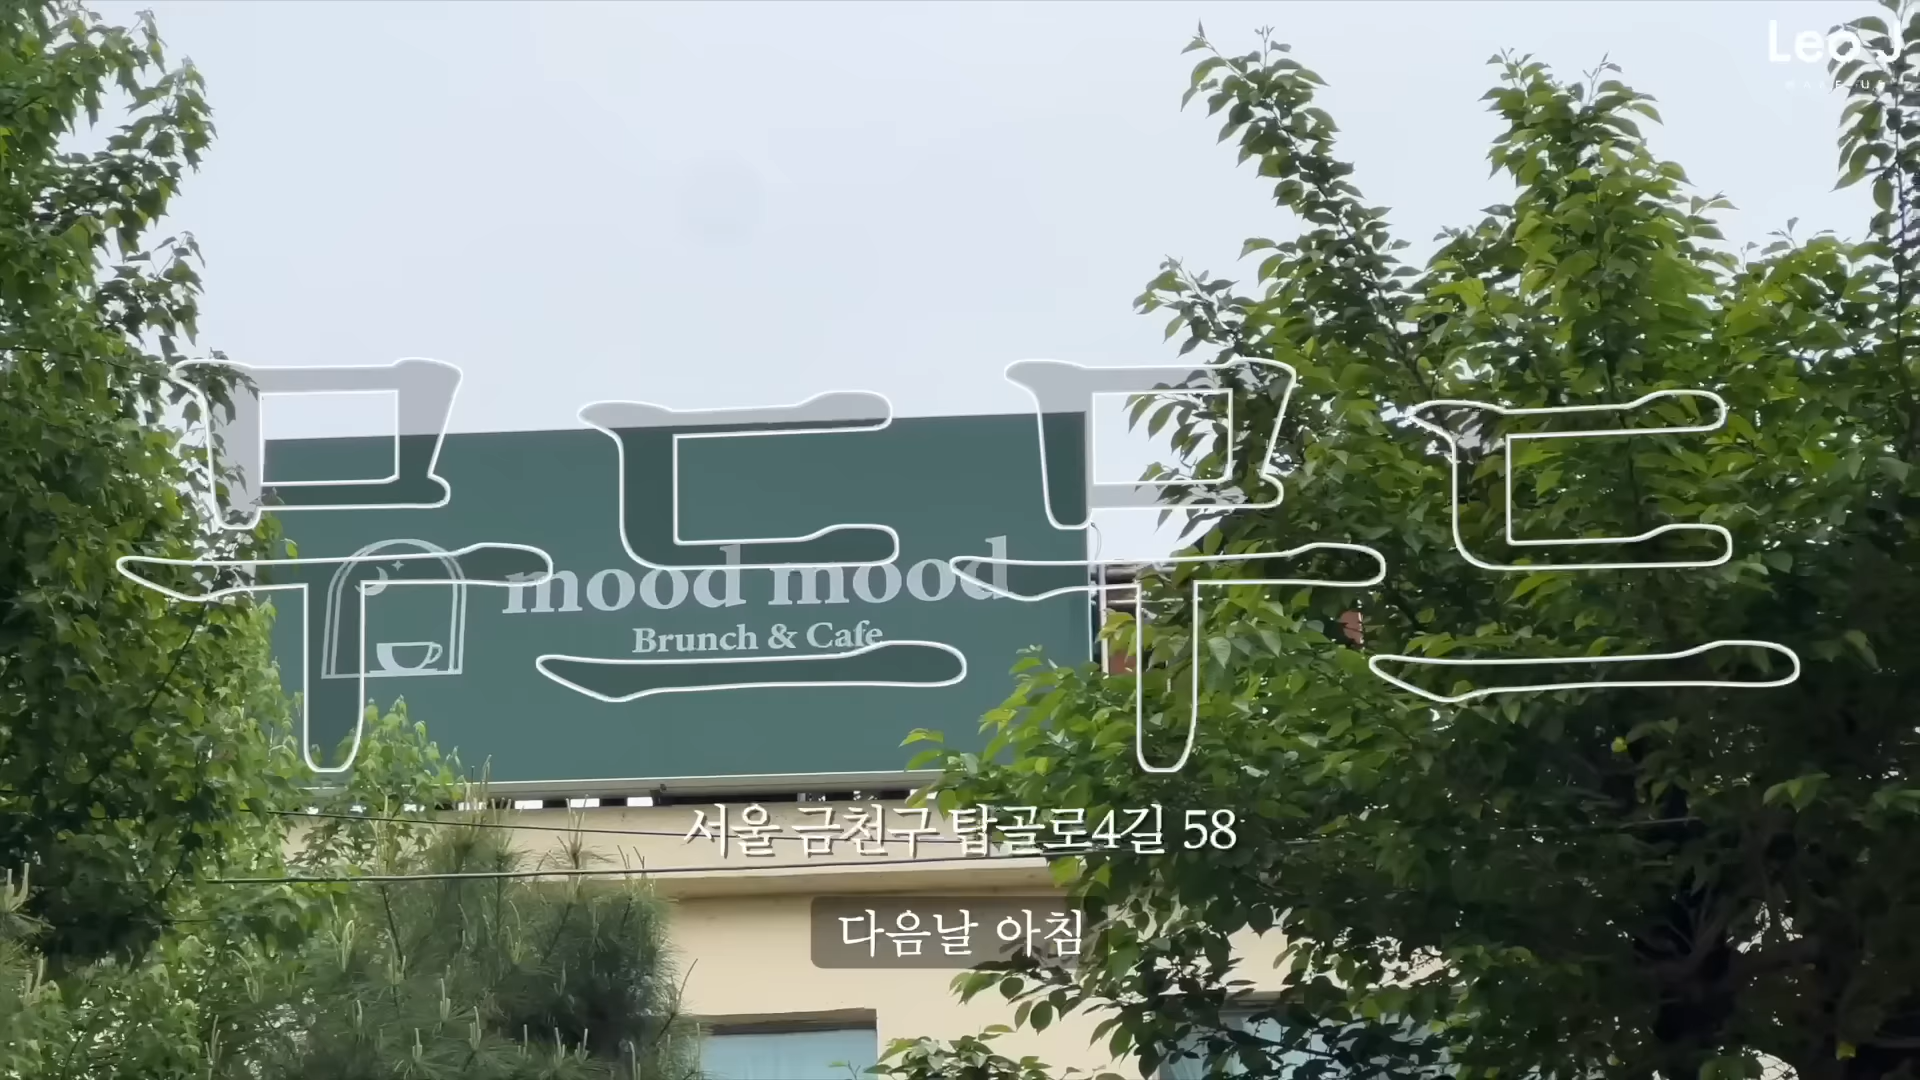 Leo J
MAKEUP
무드무드
mood mood
Brunch & Cafe
서울 금천구 탑골로4길 58
다음날 아침